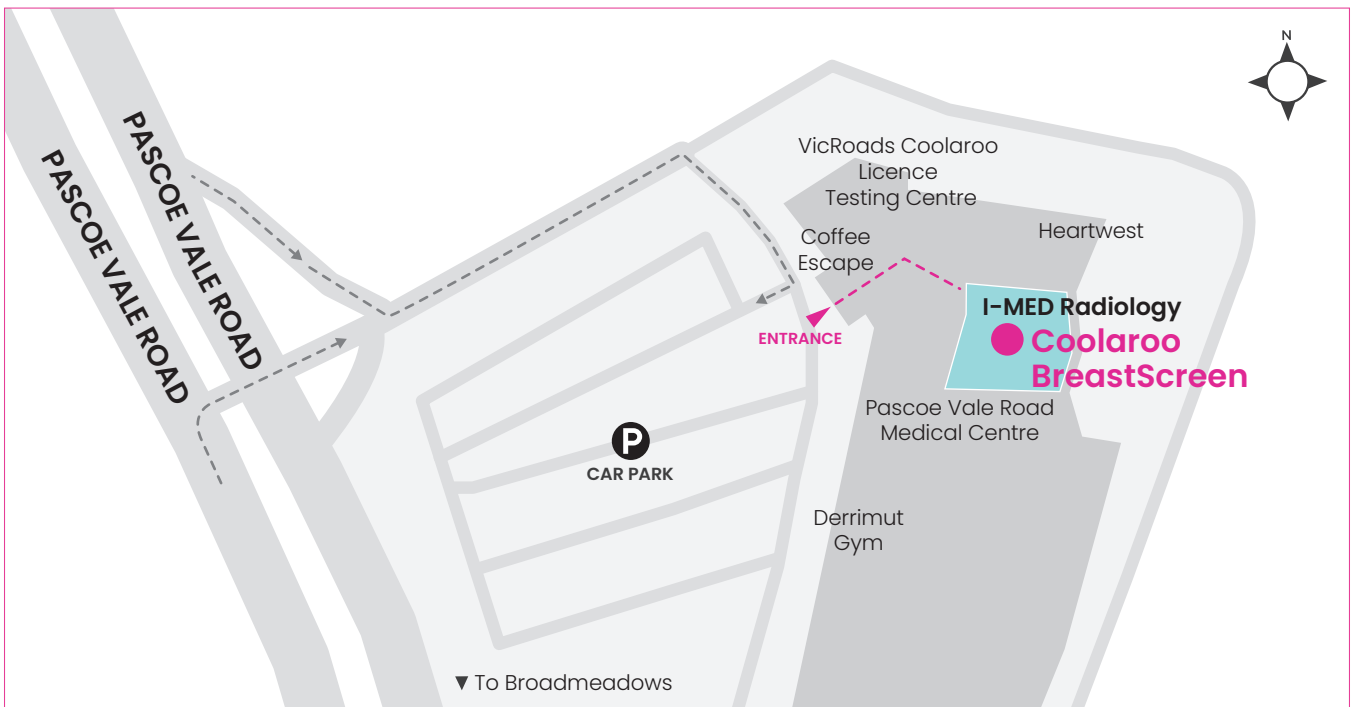 N
PASCOE VALE ROAD
PASCOE VALE ROAD
VicRoads Coolaroo
Licence
Testing Centre
Coffee
Escape
Heartwest
I-MED Radiology
Coolaroo
BreastScreen
ENTRANCE
Pascoe Vale Road
Medical Centre
P
CAR PARK
Derrimut
Gym
To Broadmeadows